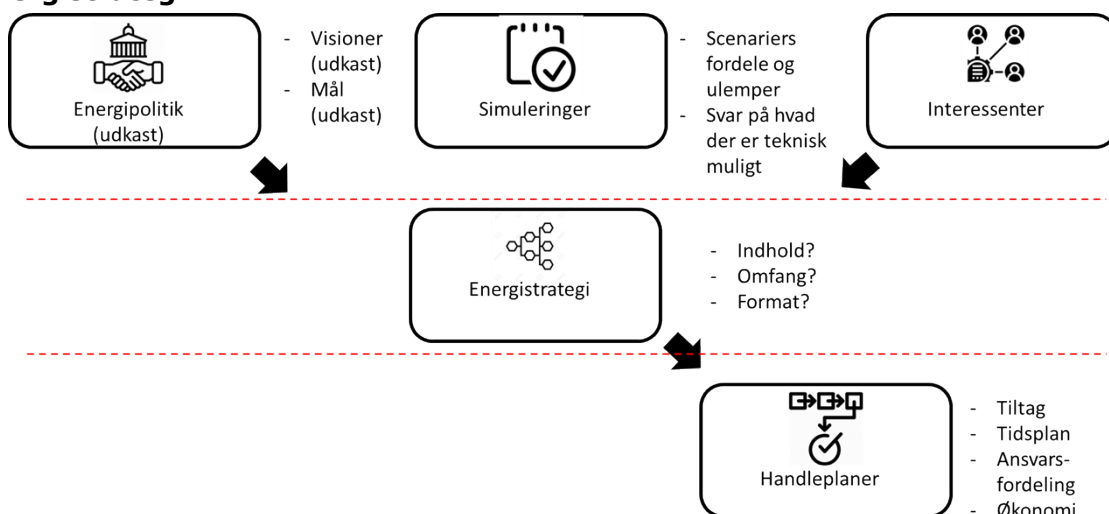 Energipolitik
(udkast)
- Visioner
(udkast)
- Mål
(udkast)
Simuleringer
- Scenariers
fordele og
ulemper
- Svar på hvad
der er teknisk
muligt
Interessenter
Energistrategi
- Indhold?
- Omfang?
- Format?
Handleplaner
- Tiltag
- Tidsplan
- Ansvars-
fordeling
- Økonomi